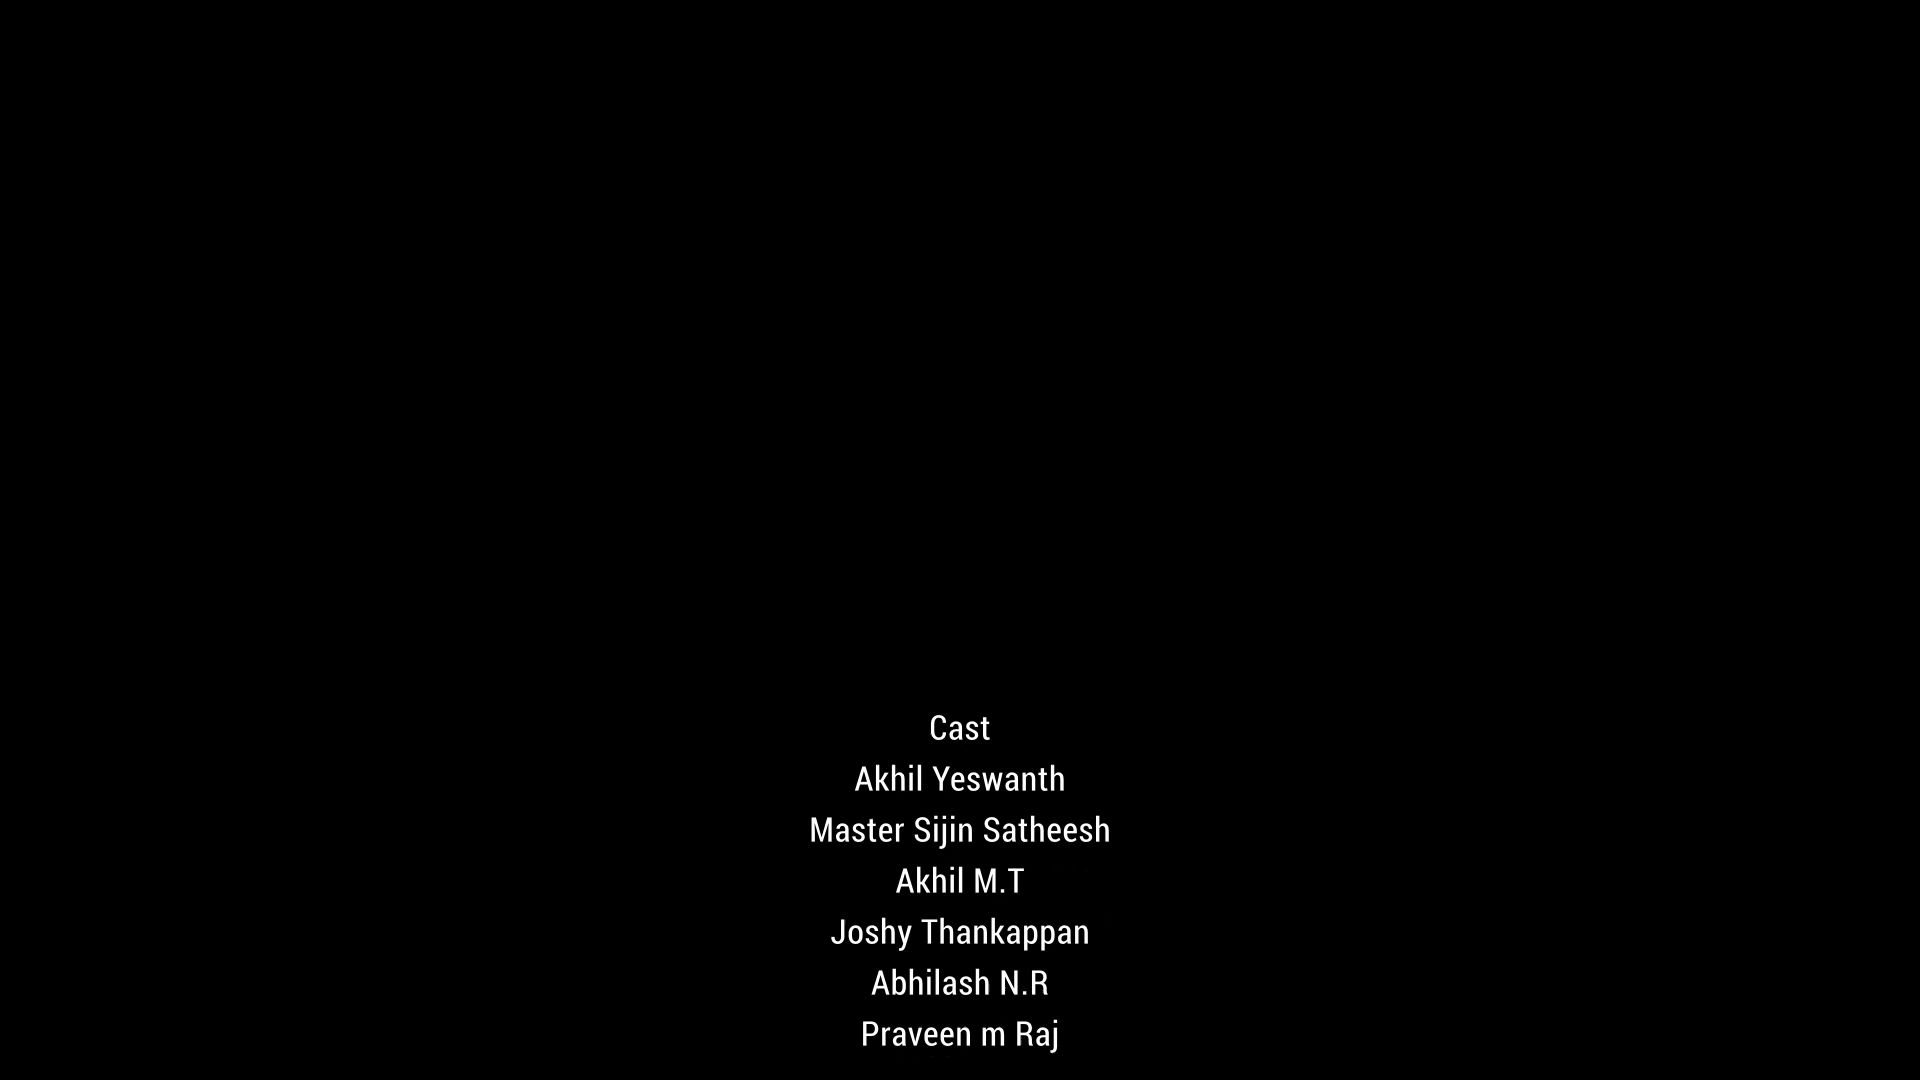 Cast
Akhil Yeswanth
Master Sijin Satheesh
Akhil M.T
Joshy Thankappan
Abhilash N.R
Praveen m Raj